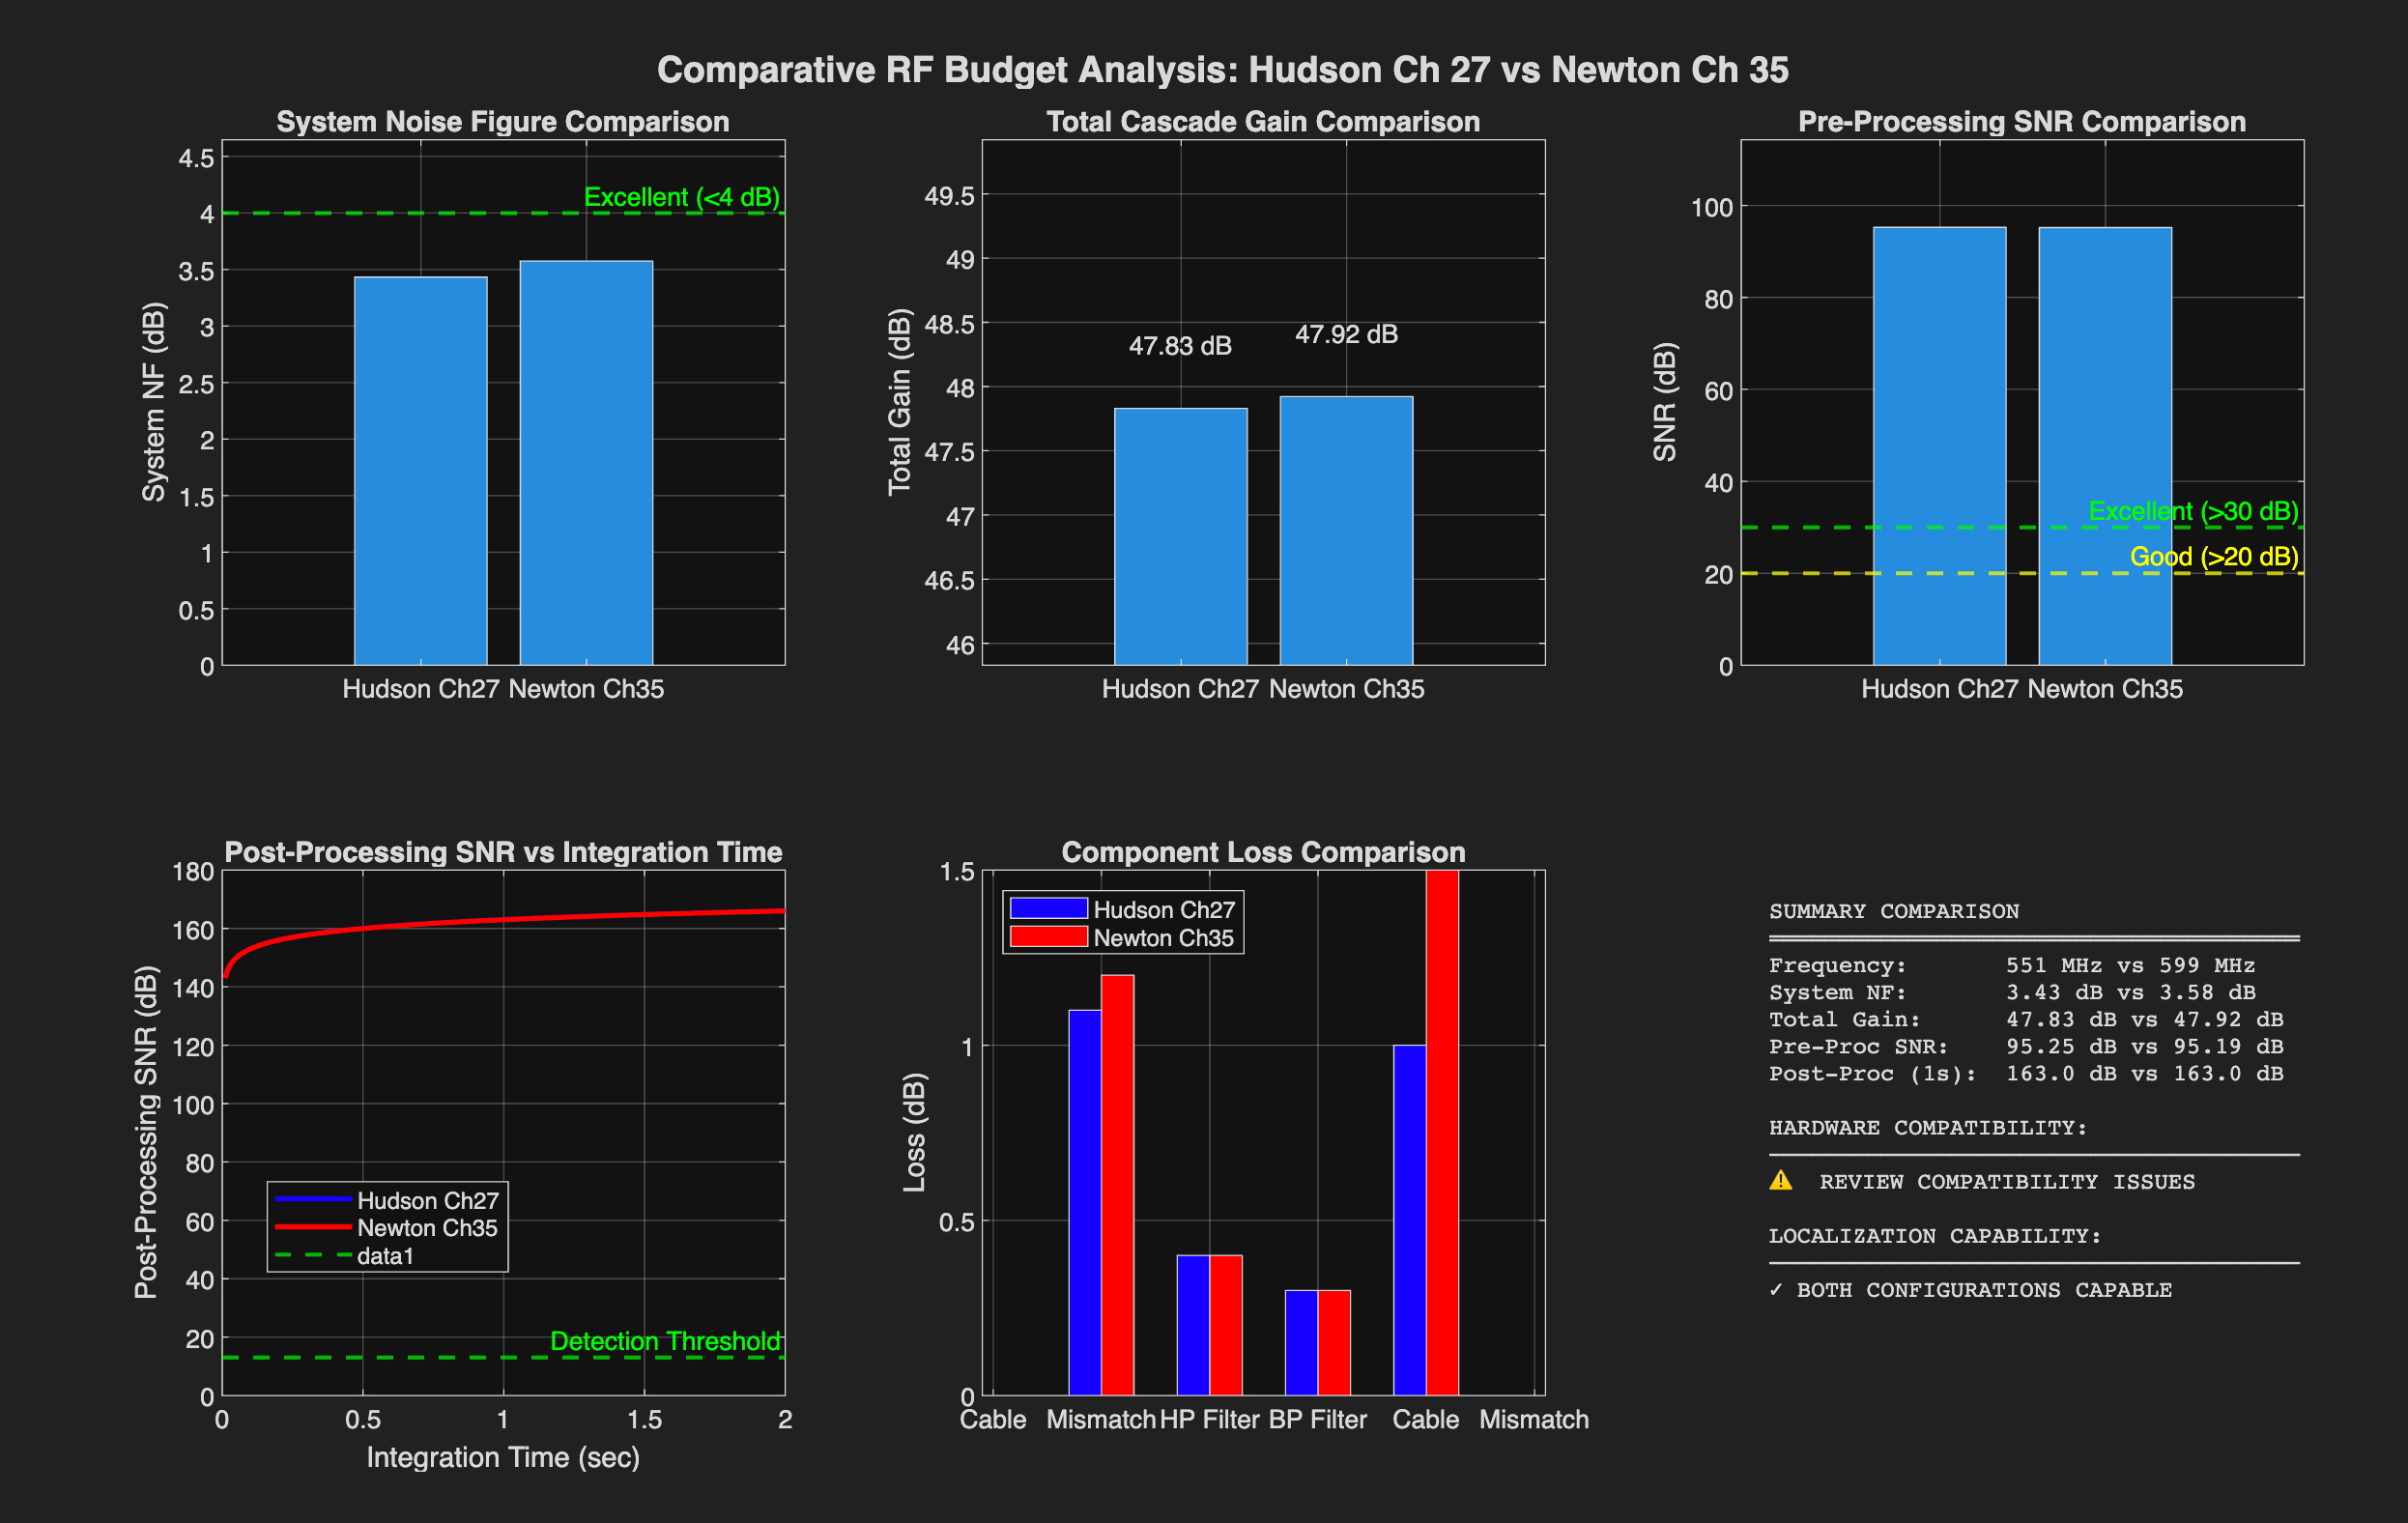 Comparative RF Budget Analysis: Hudson Ch 27 vs Newton Ch 35
System Noise Figure Comparison
System NF (dB)
4.5
4
3.5
3
2.5
2
1.5
1
0.5
0
Excellent (<4 dB)
Hudson Ch27 Newton Ch35
Total Cascade Gain Comparison
Total Gain (dB)
49.5
49
48.5
48
47.5
47
46.5
46
47.83 dB
47.92 dB
Hudson Ch27 Newton Ch35
Pre-Processing SNR Comparison
SNR (dB)
100
80
60
40
20
0
Excellent (>30 dB)
Good (>20 dB)
Hudson Ch27 Newton Ch35
Post-Processing SNR vs Integration Time
Post-Processing SNR (dB)
180
160
140
120
100
80
60
40
20
0
Hudson Ch27
Newton Ch35
data1
Detection Threshold
0 0.5 1 1.5 2
Integration Time (sec)
Component Loss Comparison
Loss (dB)
1.5
1
0.5
0
Hudson Ch27
Newton Ch35
Cable Mismatch HP Filter BP Filter Cable Mismatch
SUMMARY COMPARISON
Frequency: 551 MHz vs 599 MHz
System NF: 3.43 dB vs 3.58 dB
Total Gain: 47.83 dB vs 47.92 dB
Pre-Proc SNR: 95.25 dB vs 95.19 dB
Post-Proc (1s): 163.0 dB vs 163.0 dB
HARDWARE COMPATIBILITY:
⚠ REVIEW COMPATIBILITY ISSUES
LOCALIZATION CAPABILITY:
✓ BOTH CONFIGURATIONS CAPABLE